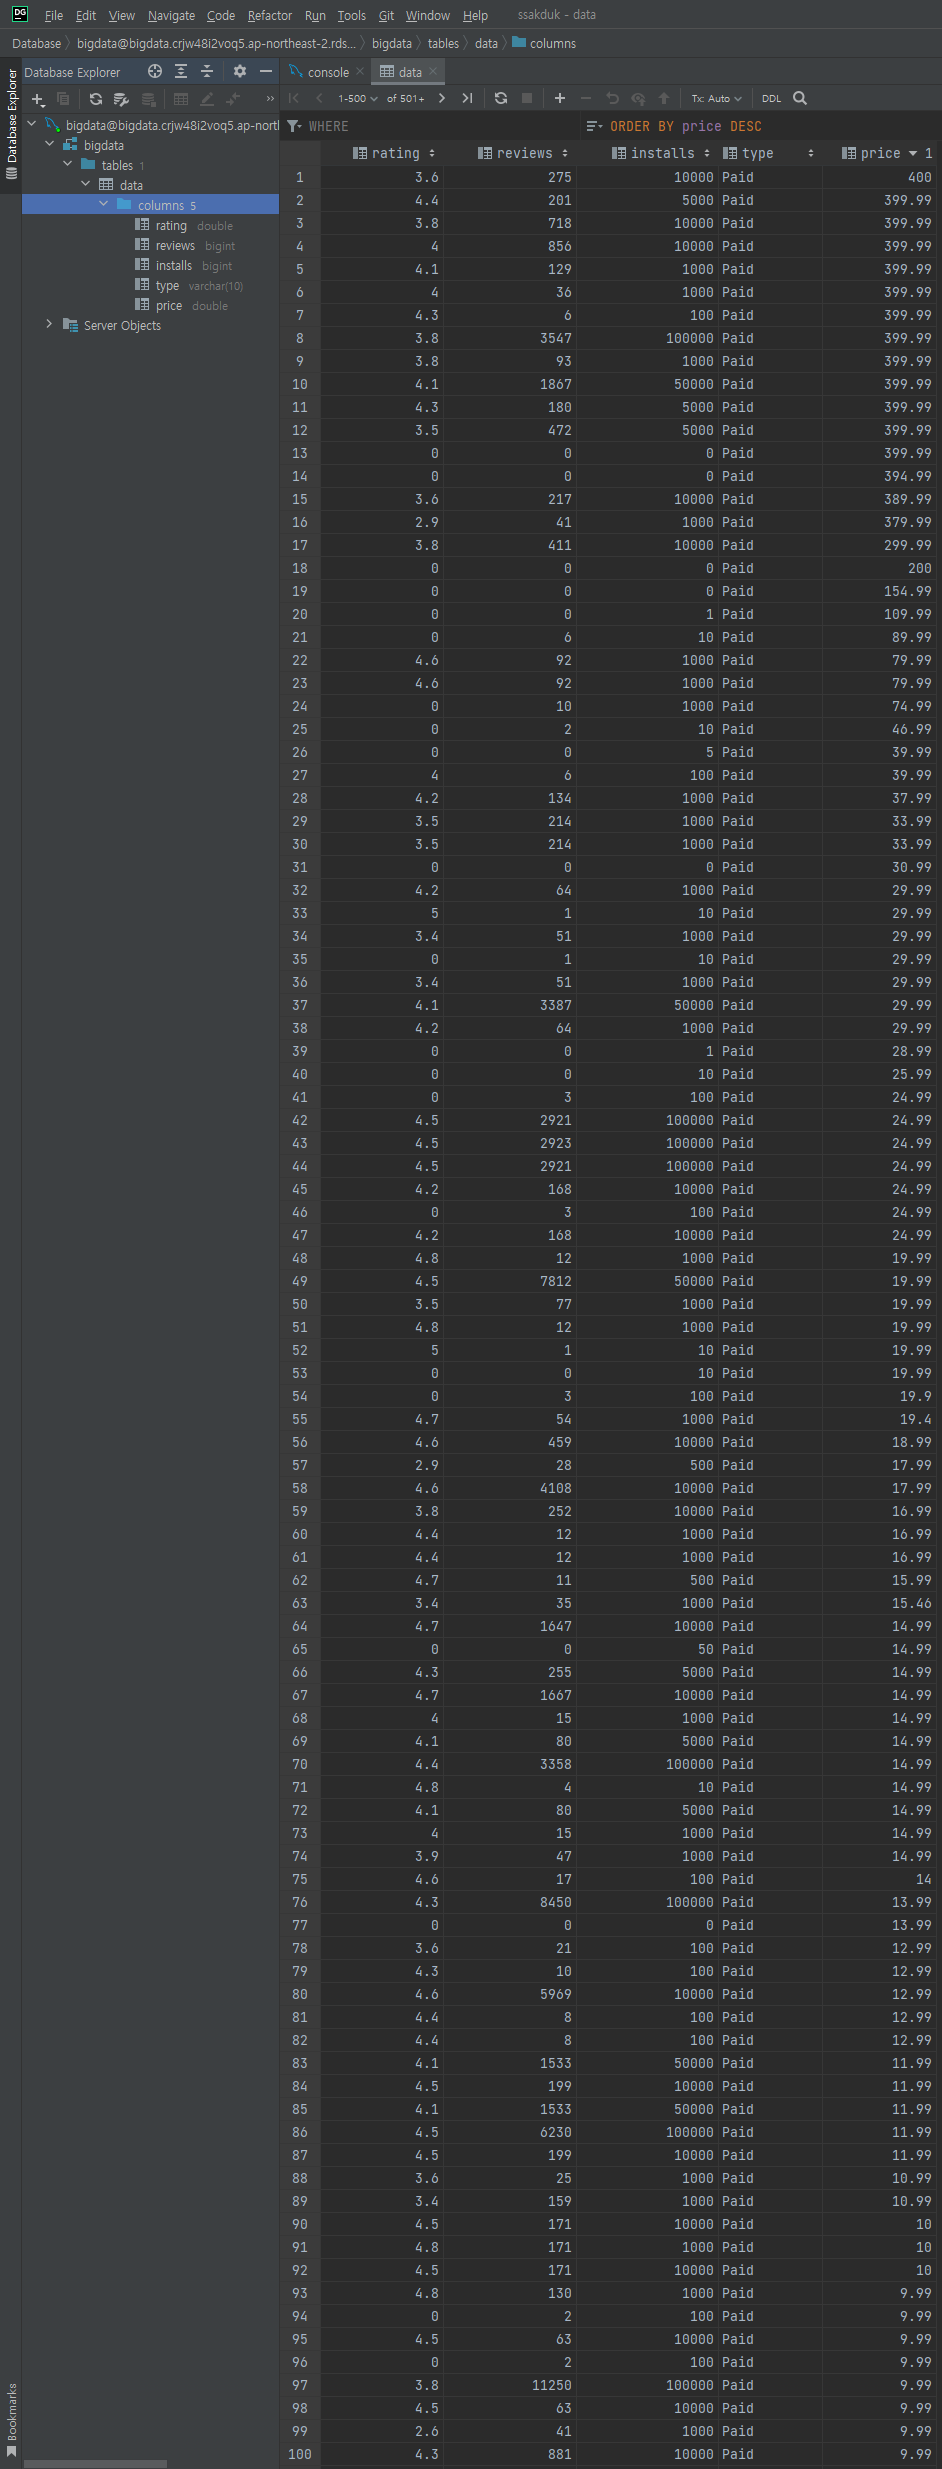 DG File Edit View Navigate Code Refactor Run Tools Git Window Help ssakduk - data
Database bigdata@bigdata.crjw48i2voq5.ap-northeast-2.rds... bigdata tables data columns
Database Explorer
Database Explorer
console
data
1-500 of 501+ Tx: Auto DDL
WHERE ORDER BY price DESC
bigdata@bigdata.crjw48i2voq5.ap-nort
bigdata
tables 1
data
columns 5
rating double
reviews bigint
installs bigint
type varchar(10)
price double
Server Objects
rating reviews installs type price 1
1 3.6 275 10000 Paid 400
2 4.4 201 5000 Paid 399.99
3 3.8 718 10000 Paid 399.99
4 4 856 10000 Paid 399.99
5 4.1 129 1000 Paid 399.99
6 4 36 1000 Paid 399.99
7 4.3 6 100 Paid 399.99
8 3.8 3547 100000 Paid 399.99
9 3.8 93 1000 Paid 399.99
10 4.1 1867 50000 Paid 399.99
11 4.3 180 5000 Paid 399.99
12 3.5 472 5000 Paid 399.99
13 0 0 0 Paid 399.99
14 0 0 0 Paid 394.99
15 3.6 217 10000 Paid 389.99
16 2.9 41 1000 Paid 379.99
17 3.8 411 10000 Paid 299.99
18 0 0 0 Paid 200
19 0 0 0 Paid 154.99
20 0 0 1 Paid 109.99
21 0 6 10 Paid 89.99
22 4.6 92 1000 Paid 79.99
23 4.6 92 1000 Paid 79.99
24 0 10 1000 Paid 74.99
25 0 2 10 Paid 46.99
26 0 0 5 Paid 39.99
27 4 6 100 Paid 39.99
28 4.2 134 1000 Paid 37.99
29 3.5 214 1000 Paid 33.99
30 3.5 214 1000 Paid 33.99
31 0 0 0 Paid 30.99
32 4.2 64 1000 Paid 29.99
33 5 1 10 Paid 29.99
34 3.4 51 1000 Paid 29.99
35 0 1 10 Paid 29.99
36 3.4 51 1000 Paid 29.99
37 4.1 3387 50000 Paid 29.99
38 4.2 64 1000 Paid 29.99
39 0 0 1 Paid 28.99
40 0 0 10 Paid 25.99
41 0 3 100 Paid 24.99
42 4.5 2921 100000 Paid 24.99
43 4.5 2923 100000 Paid 24.99
44 4.5 2921 100000 Paid 24.99
45 4.2 168 10000 Paid 24.99
46 0 3 100 Paid 24.99
47 4.2 168 10000 Paid 24.99
48 4.8 12 1000 Paid 19.99
49 4.5 7812 50000 Paid 19.99
50 3.5 77 1000 Paid 19.99
51 4.8 12 1000 Paid 19.99
52 5 1 10 Paid 19.99
53 0 0 10 Paid 19.99
54 0 3 100 Paid 19.9
55 4.7 54 1000 Paid 19.4
56 4.6 459 10000 Paid 18.99
57 2.9 28 500 Paid 17.99
58 4.6 4108 10000 Paid 17.99
59 3.8 252 10000 Paid 16.99
60 4.4 12 1000 Paid 16.99
61 4.4 12 1000 Paid 16.99
62 4.7 11 500 Paid 15.99
63 3.4 35 1000 Paid 15.46
64 4.7 1647 10000 Paid 14.99
65 0 0 50 Paid 14.99
66 4.3 255 5000 Paid 14.99
67 4.7 1667 10000 Paid 14.99
68 4 15 1000 Paid 14.99
69 4.1 80 5000 Paid 14.99
70 4.4 3358 100000 Paid 14.99
71 4.8 4 10 Paid 14.99
72 4.1 80 5000 Paid 14.99
73 4 15 1000 Paid 14.99
74 3.9 47 1000 Paid 14.99
75 4.6 17 100 Paid 14
76 4.3 8450 100000 Paid 13.99
77 0 0 0 Paid 13.99
78 3.6 21 100 Paid 12.99
79 4.3 10 100 Paid 12.99
80 4.6 5969 10000 Paid 12.99
81 4.4 8 100 Paid 12.99
82 4.4 8 100 Paid 12.99
83 4.1 1533 50000 Paid 11.99
84 4.5 199 10000 Paid 11.99
85 4.1 1533 50000 Paid 11.99
86 4.5 6230 100000 Paid 11.99
87 4.5 199 10000 Paid 11.99
88 3.6 25 1000 Paid 10.99
89 3.4 159 1000 Paid 10.99
90 4.5 171 10000 Paid 10
91 4.8 171 1000 Paid 10
92 4.5 171 10000 Paid 10
93 4.8 130 1000 Paid 9.99
94 0 2 100 Paid 9.99
95 4.5 63 10000 Paid 9.99
96 0 2 100 Paid 9.99
97 3.8 11250 100000 Paid 9.99
98 4.5 63 10000 Paid 9.99
99 2.6 41 1000 Paid 9.99
100 4.3 881 10000 Paid 9.99
Bookmarks